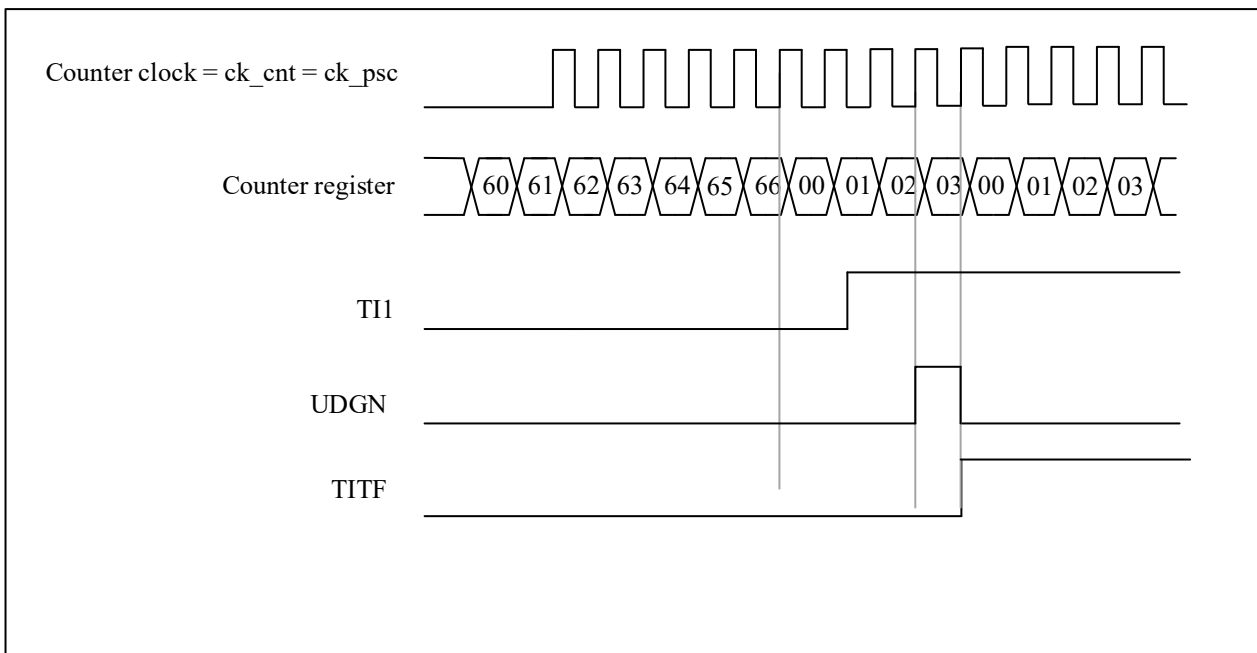 Counter clock = ck_cnt = ck_psc
Counter register 60 61 62 63 64 65 66 00 01 02 03 00 01 02 03
TI1
UDGN
TITF